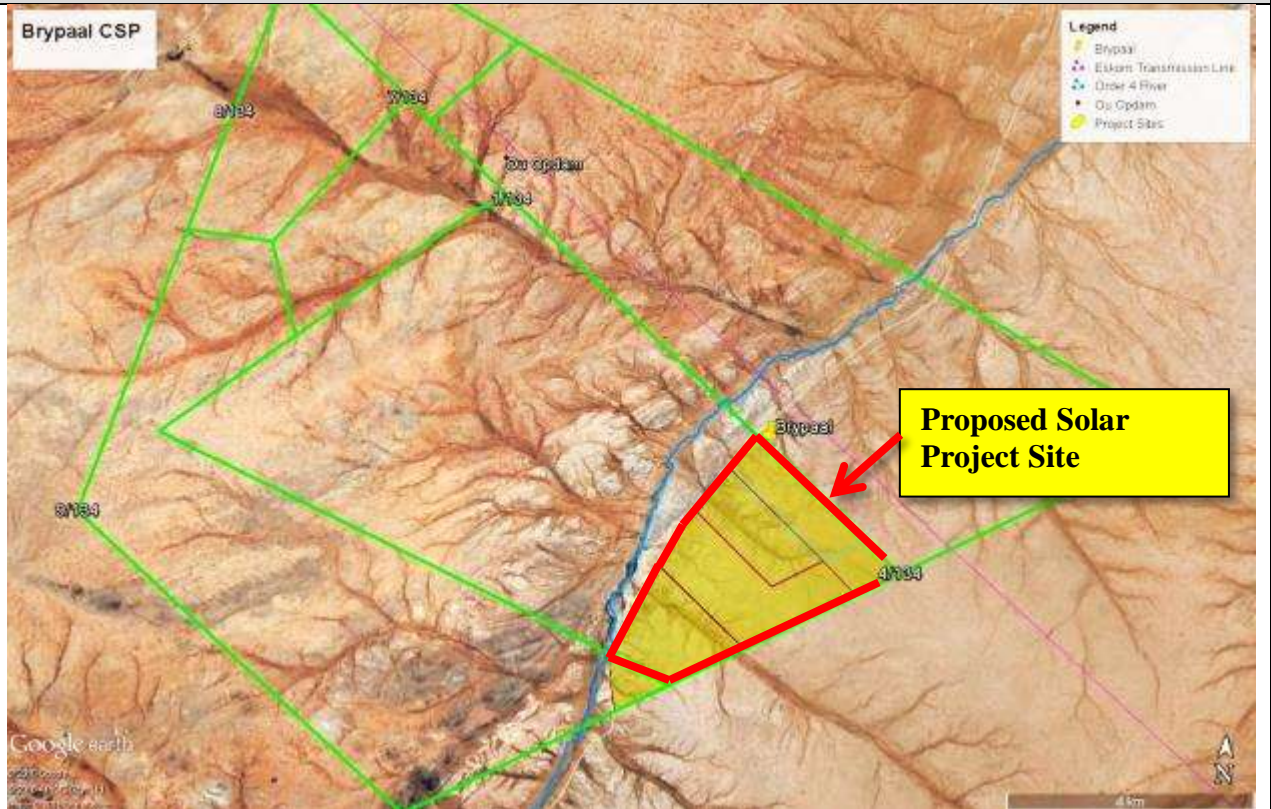 Brypaal CSP
Legend
Brypaal
Eskom Transmission Line
Order 4 River
Ou Opdam
Project Sites
8/134
7/134
Ou Opdam
1/134
Brypaal
Proposed Solar
Project Site
9/134
4/134
Google earth
N
4 km